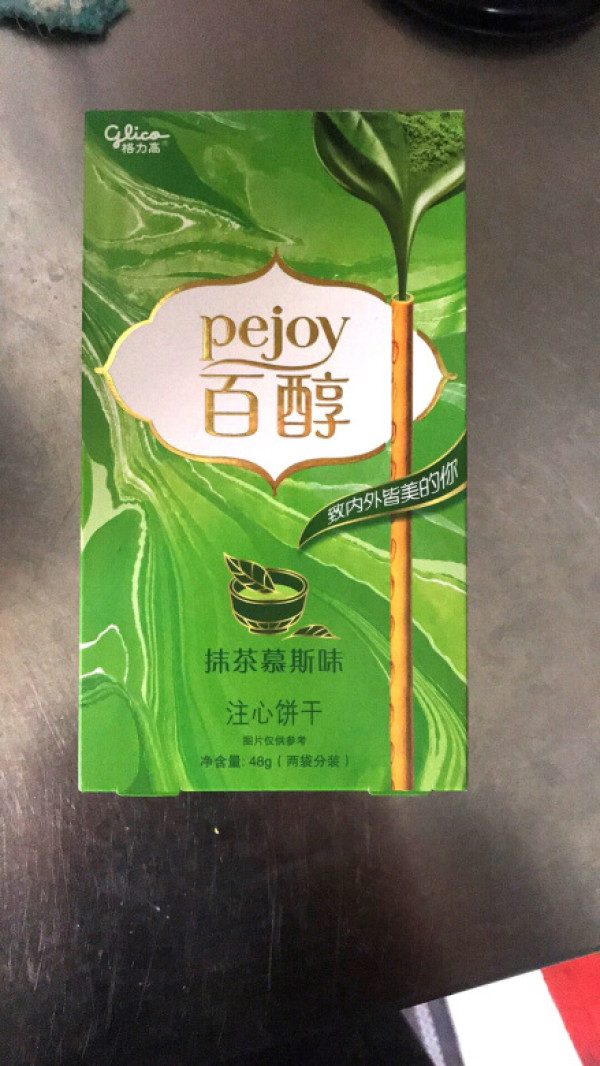 Glico
格力高
pejoy
百醇
致内外皆美的你
抹茶慕斯味
注心饼干
图片仅供参考
净含量: 48g（两袋分装）